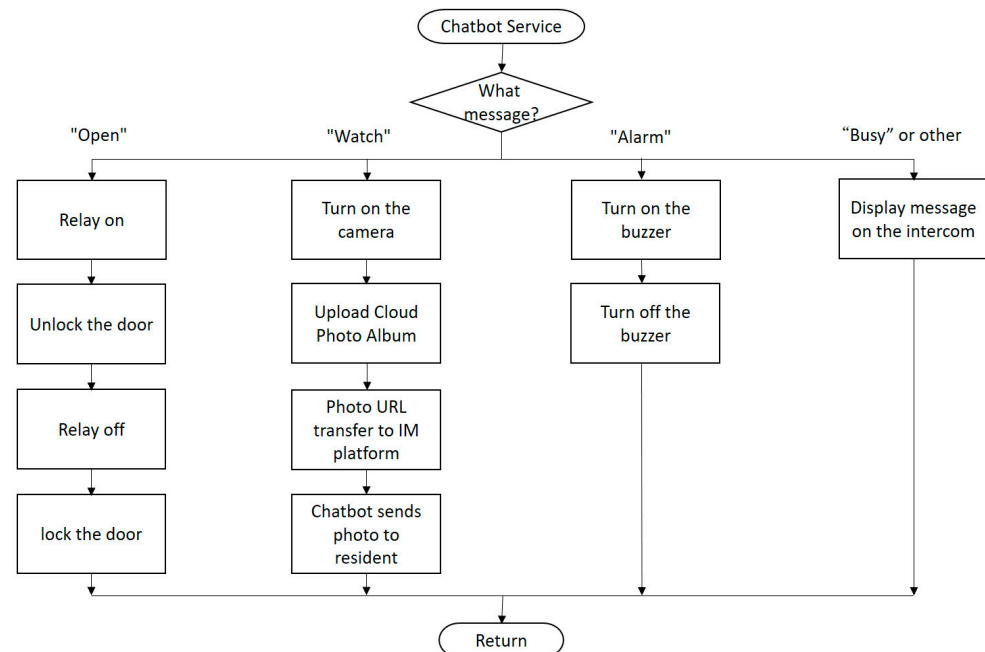 Chatbot Service
What
message?
"Open"
"Watch"
"Alarm"
“Busy” or other
Relay on
Turn on the
camera
Turn on the
buzzer
Display message
on the intercom
Unlock the door
Upload Cloud
Photo Album
Turn off the
buzzer
Relay off
Photo URL
transfer to IM
platform
lock the door
Chatbot sends
photo to
resident
Return